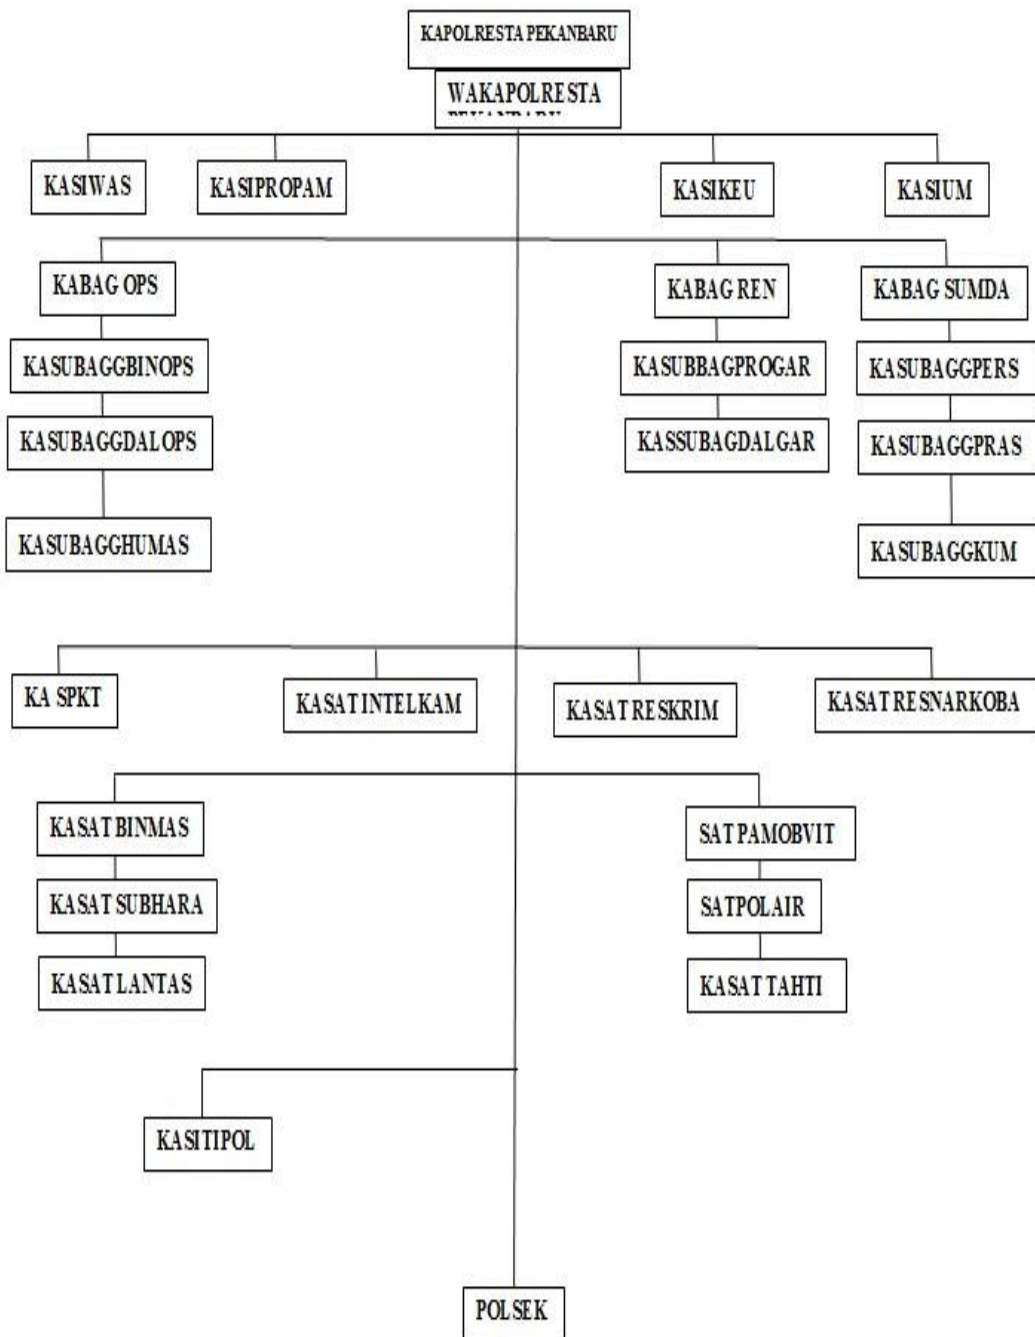 KAPOLRESTA PEKANBARU
WAKAPOLRESTA
KASIWAS
KASIPROPAM
KASIKEU
KASIUM
KABAG OPS
KABAG REN
KABAG SUMDA
KASUBAGGBINOPS
KASUBBAGPROGAR
KASUBAGGPERS
KASUBAGGDALOPS
KASSUBAGDALGAR
KASUBAGGPRAS
KASUBAGGHUMAS
KASUBAGGKUM
KA SPKT
KASAT INTELKAM
KASAT RESKRIM
KASAT RESNARKOBA
KASAT BINMAS
SAT PAMOBVIT
KASAT SUBHARA
SATPOLAIR
KASAT LANTAS
KASAT TAHTI
KASITIPOL
POLSEK